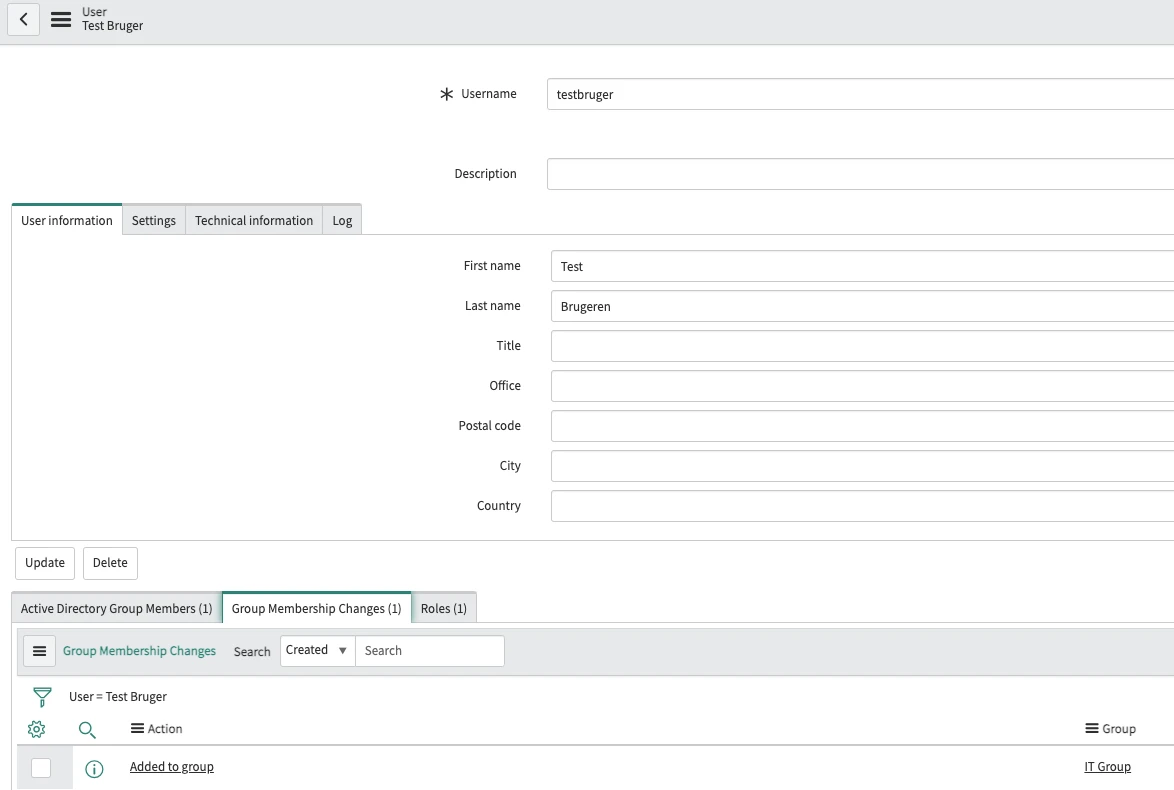 User
Test Bruger
Username
testbruger
Description
User information Settings Technical information Log
First name
Test
Last name
Brugeren
Title
Office
Postal code
City
Country
Update Delete
Active Directory Group Members (1) Group Membership Changes (1) Roles (1)
Group Membership Changes Search Created Search
User = Test Bruger
Action Group
Added to group IT Group